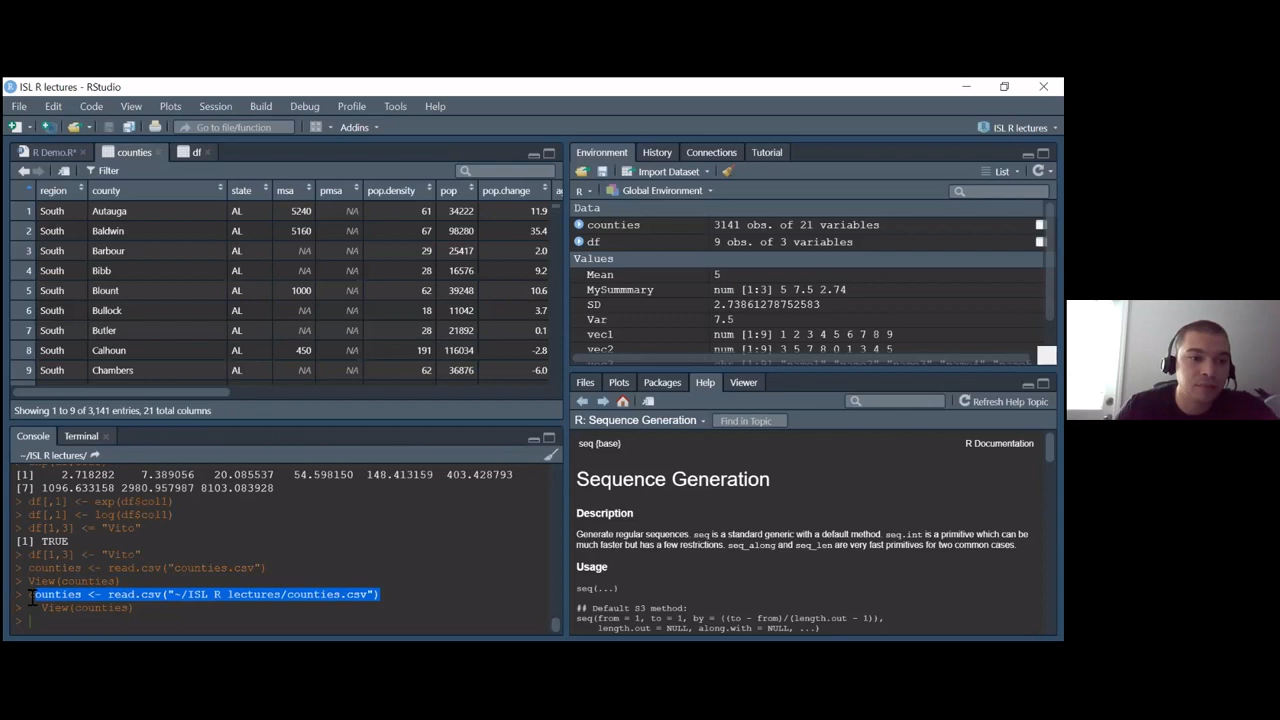 ISL R lectures - RStudio
File Edit Code View Plots Session Build Debug Profile Tools Help
Go to file/function Addins ISL R lectures
R Demo.R* counties df
Filter
region county state msa pmsa pop.density pop pop.change
1 South Autauga AL 5240 NA 61 34222 11.9
2 South Baldwin AL 5160 NA 67 98280 35.4
3 South Barbour AL NA NA 29 25417 2.0
4 South Bibb AL NA NA 28 16576 9.2
5 South Blount AL 1000 NA 62 39248 10.6
6 South Bullock AL NA NA 18 11042 3.7
7 South Butler AL NA NA 28 21892 0.1
8 South Calhoun AL 450 NA 191 116034 -2.8
9 South Chambers AL NA NA 62 36876 -6.0
Showing 1 to 9 of 3,141 entries, 21 total columns
Console Terminal
~/ISL R lectures/
[1] 2.718282 7.389056 20.085537 54.598150 148.413159 403.428793
[7] 1096.633158 2980.957987 8103.083928
> df[,1] <- exp(df$col1)
> df[,1] <- log(df$col1)
> df[1,3] <= "Vito"
[1] TRUE
> df[1,3] <- "Vito"
> counties <- read.csv("counties.csv")
> View(counties)
> counties <- read.csv("~/ISL R lectures/counties.csv")
> View(counties)
>
Environment History Connections Tutorial
Import Dataset List
R Global Environment
Data
counties 3141 obs. of 21 variables
df 9 obs. of 3 variables
Values
Mean 5
MySummmary num [1:3] 5 7.5 2.74
SD 2.73861278752583
Var 7.5
vec1 num [1:9] 1 2 3 4 5 6 7 8 9
vec2 num [1:9] 3 5 7 8 0 1 3 4 5
Files Plots Packages Help Viewer
Refresh Help Topic
R: Sequence Generation Find in Topic
seq {base} R Documentation
Sequence Generation
Description
Generate regular sequences. seq is a standard generic with a default method. seq.int is a primitive which can be
much faster but has a few restrictions. seq_along and seq_len are very fast primitives for two common cases.
Usage
seq(...)
## Default S3 method:
seq(from = 1, to = 1, by = ((to - from)/(length.out - 1)),
length.out = NULL, along.with = NULL, ...)